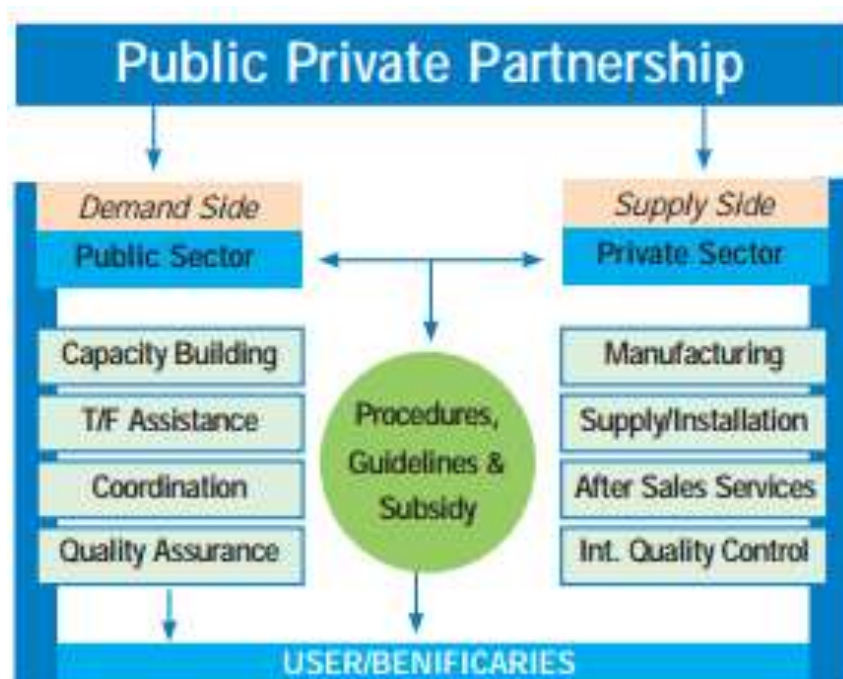 Public Private Partnership
Demand Side
Public Sector
Capacity Building
T/F Assistance
Coordination
Quality Assurance
Procedures,
Guidelines &
Subsidy
Supply Side
Private Sector
Manufacturing
Supply/Installation
After Sales Services
Int. Quality Control
USER/BENIFICARIES